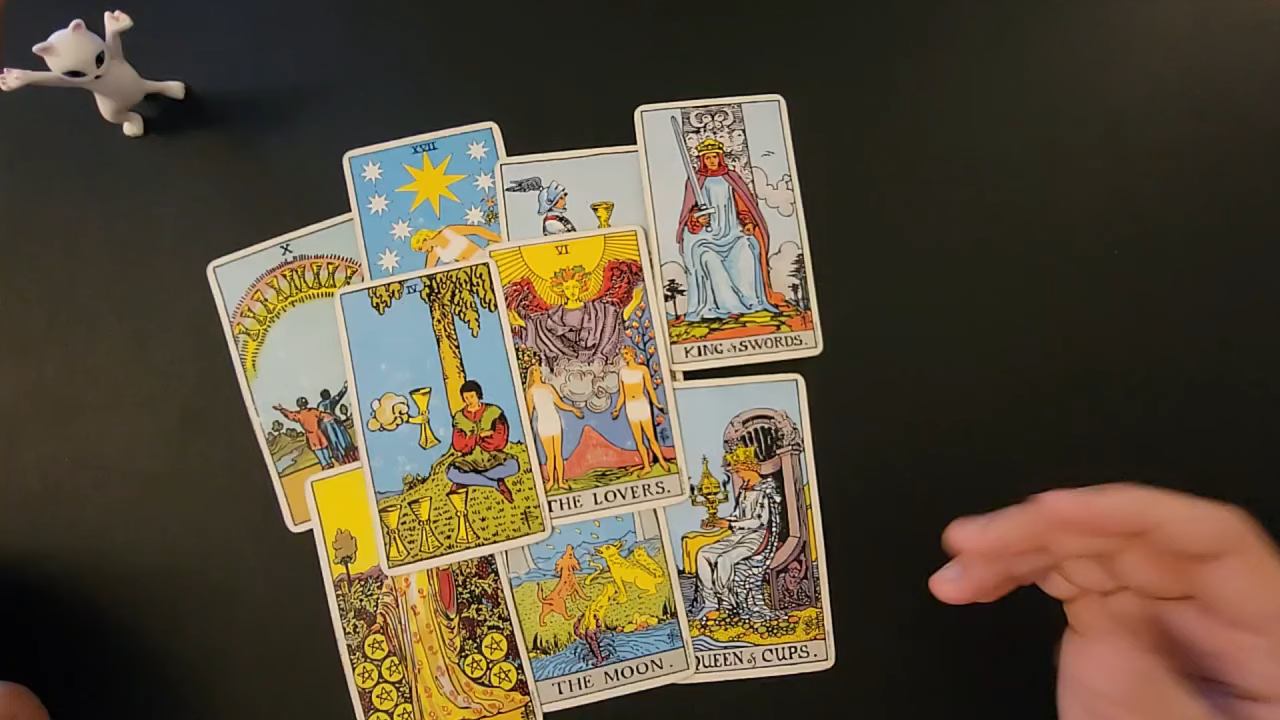 XVII
X
VI
IV
KING of SWORDS.
THE LOVERS.
QUEEN of CUPS.
THE MOON.